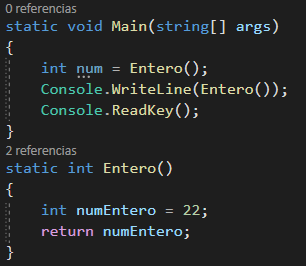 0 referencias
static void Main(string[] args)
{
    int num = Entero();
    Console.WriteLine(Entero());
    Console.ReadKey();
}
2 referencias
static int Entero()
{
    int numEntero = 22;
    return numEntero;
}